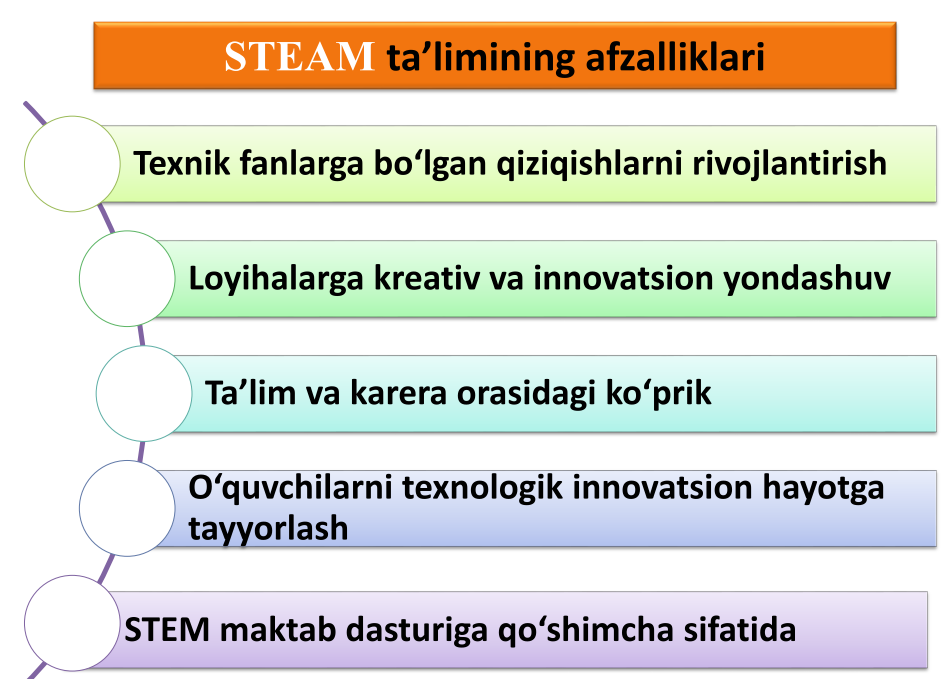 STEAM ta’limining afzalliklari
Texnik fanlarga bo‘lgan qiziqishlarni rivojlantirish
Loyihalarga kreativ va innovatsion yondashuv
Ta’lim va karera orasidagi ko‘prik
O‘quvchilarni texnologik innovatsion hayotga
tayyorlash
STEM maktab dasturiga qo‘shimcha sifatida